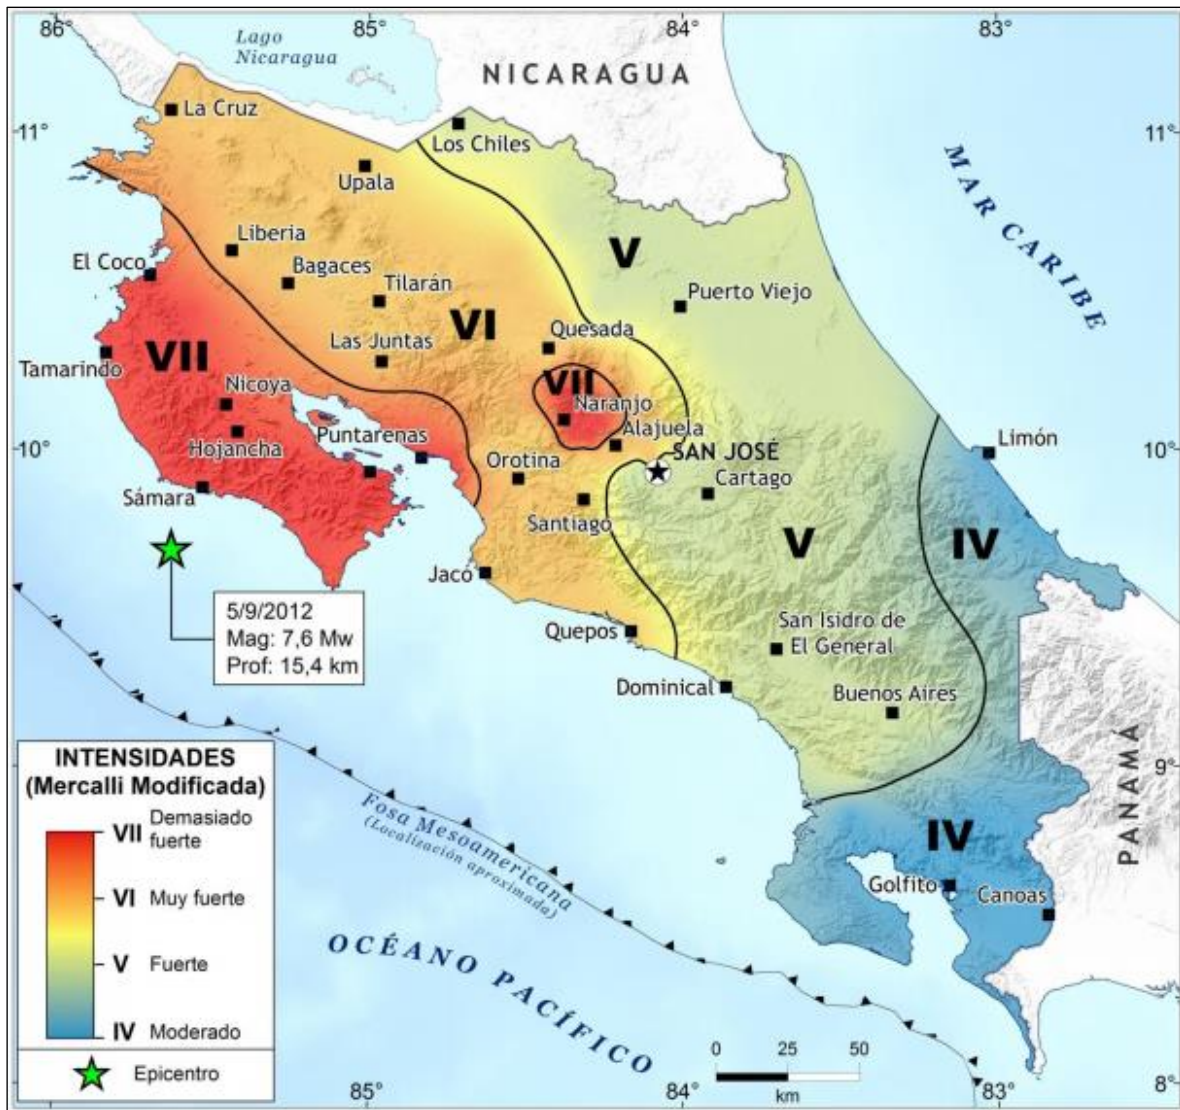 86°
85°
84°
83°
Lago
Nicaragua
NICARAGUA
La Cruz
11°
Los Chiles
11°
Upala
MAR CARIBE
Liberia
V
El Coco
Bagaces
Tilarán
Puerto Viejo
VI
Quesada
Las Juntas
VII
Tamarindo
VII
Nicoya
Naranjo
Hojancha
Puntarenas
Alajuela
10°
Orotina
SAN JOSÉ
Limón
10°
Cartago
Sámara
Santiago
V
IV
Jacó
5/9/2012
Mag: 7,6 Mw
Prof: 15,4 km
Quepos
San Isidro de
El General
Dominical
Buenos Aires
PANAMÁ
INTENSIDADES
(Mercalli Modificada)
VII Demasiado
fuerte
VI Muy fuerte
V Fuerte
IV Moderado
Epicentro
9°
Fosa Mesoamericana
(Localización aproximada)
IV
Golfito
Canoas
OCÉANO PACÍFICO
0 25 50
km
85°
84°
83°
8°